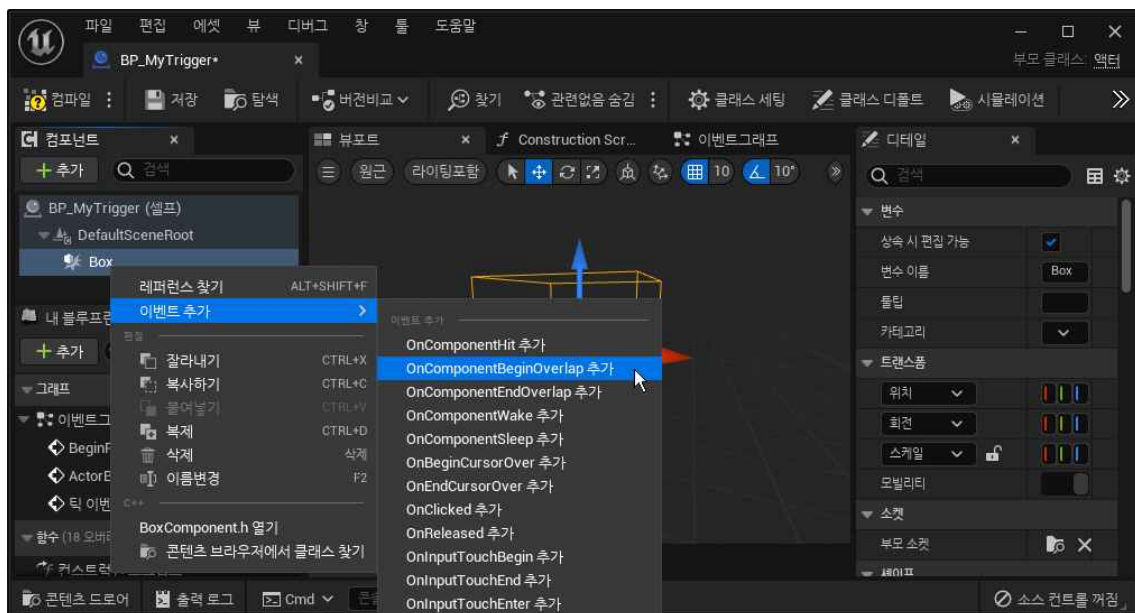 파일 편집 에셋 뷰 디버그 창 툴 도움말
BP_MyTrigger* ×
부모 클래스: 액터
컴파일 저장 탐색 버전비교 찾기 관련없음 숨김 클래스 세팅 클래스 디폴트 시뮬레이션
컴포넌트 × 뷰포트 × Construction Scr... 이벤트그래프 디테일 ×
+ 추가 검색 원근 라이팅포함 10 10° 검색
BP_MyTrigger (셀프)
DefaultSceneRoot
Box
변수
상속 시 편집 가능
변수 이름 Box
툴팁
카테고리
트랜스폼
위치
회전
스케일
모빌리티
소켓
부모 소켓
셰이프
레퍼런스 찾기 ALT+SHIFT+F
이벤트 추가
편집
잘라내기 CTRL+X
복사하기 CTRL+C
붙여넣기 CTRL+V
복제 CTRL+D
삭제 삭제
이름변경 F2
C++
BoxComponent.h 열기
콘텐츠 브라우저에서 클래스 찾기
이벤트 추가
OnComponentHit 추가
OnComponentBeginOverlap 추가
OnComponentEndOverlap 추가
OnComponentWake 추가
OnComponentSleep 추가
OnBeginCursorOver 추가
OnEndCursorOver 추가
OnClicked 추가
OnReleased 추가
OnInputTouchBegin 추가
OnInputTouchEnd 추가
OnInputTouchEnter 추가
내 블루프
+ 추가
그래프
이벤트그
Begin
Actor
틱 이벤
함수 (18 오버
콘텐츠 드로어 출력 로그 Cmd 소스 컨트롤 꺼짐